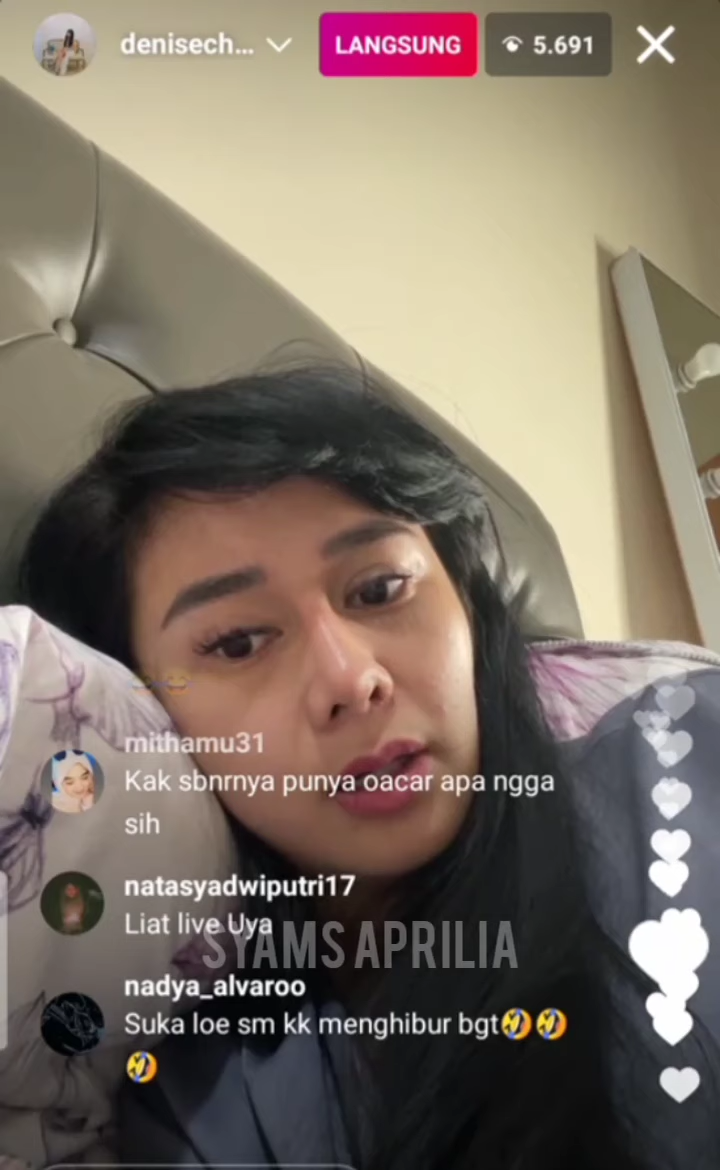 denisech...
LANGSUNG
5.691
mithamu31
Kak sbnrnya punya oacar apa ngga
sih
natasyadwiputri17
Liat live Uya
SYAMS APRILIA
nadya_alvaroo
Suka loe sm kk menghibur bgt🤣🤣
🤣